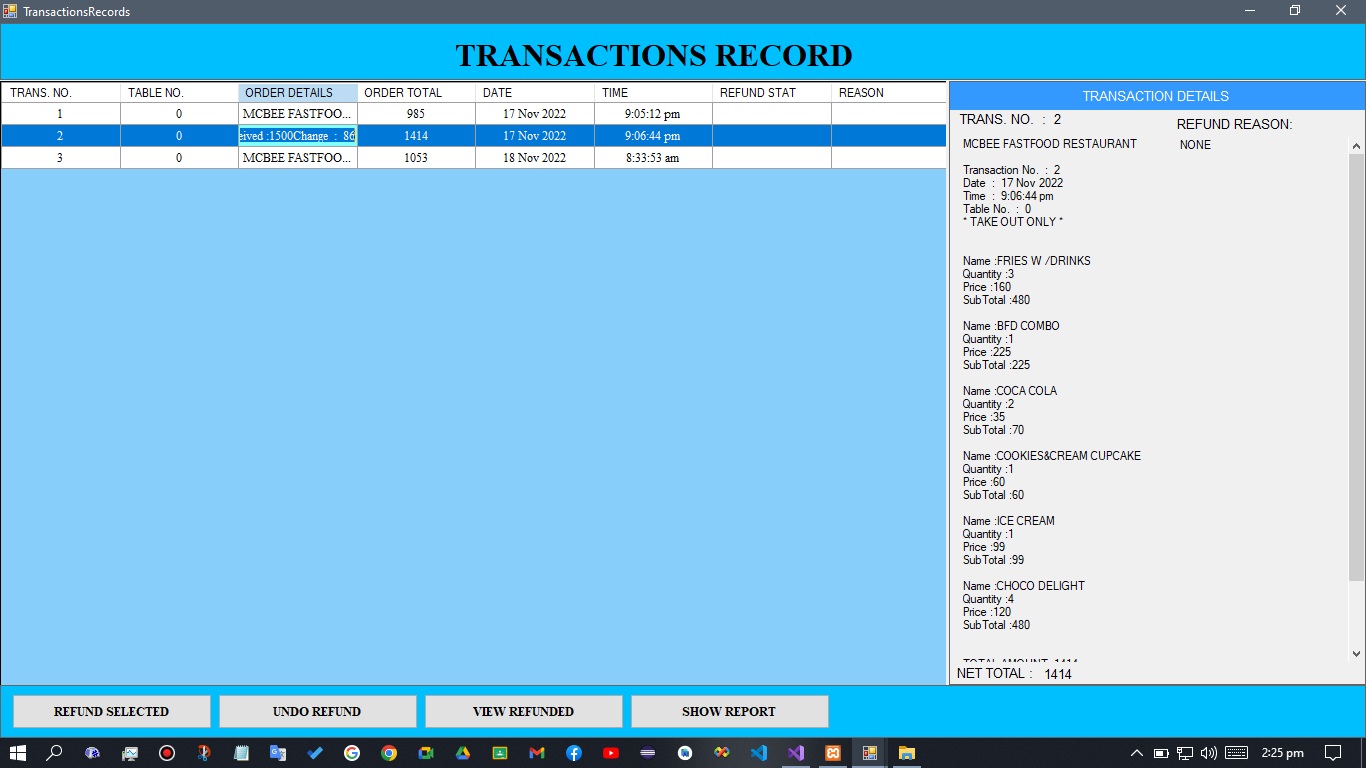 TransactionsRecords
TRANSACTIONS RECORD
TRANS. NO. TABLE NO. ORDER DETAILS ORDER TOTAL DATE TIME REFUND STAT REASON
1 0 MCBEE FASTFOO... 985 17 Nov 2022 9:05:12 pm
2 0 eived :1500Change : 86 1414 17 Nov 2022 9:06:44 pm
3 0 MCBEE FASTFOO... 1053 18 Nov 2022 8:33:53 am
TRANSACTION DETAILS
TRANS. NO. : 2
REFUND REASON:
NONE
MCBEE FASTFOOD RESTAURANT
Transaction No. : 2
Date : 17 Nov 2022
Time : 9:06:44 pm
Table No. : 0
* TAKE OUT ONLY *
Name :FRIES W /DRINKS
Quantity :3
Price :160
SubTotal :480
Name :BFD COMBO
Quantity :1
Price :225
SubTotal :225
Name :COCA COLA
Quantity :2
Price :35
SubTotal :70
Name :COOKIES&CREAM CUPCAKE
Quantity :1
Price :60
SubTotal :60
Name :ICE CREAM
Quantity :1
Price :99
SubTotal :99
Name :CHOCO DELIGHT
Quantity :4
Price :120
SubTotal :480
TOTAL AMOUNT 1414
NET TOTAL : 1414
REFUND SELECTED
UNDO REFUND
VIEW REFUNDED
SHOW REPORT
2:25 pm